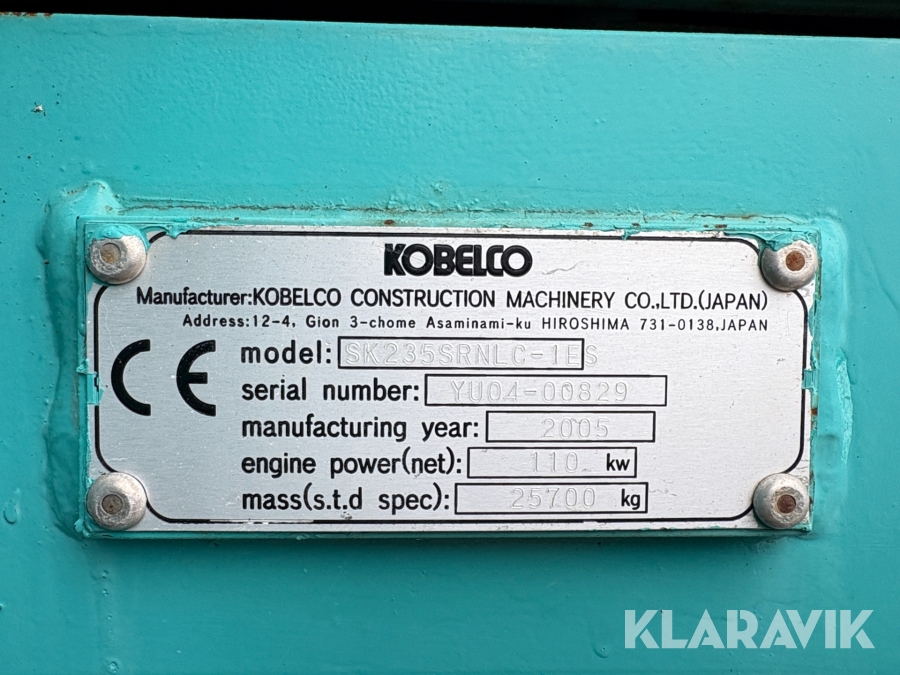 KOBELCO
Manufacturer:KOBELCO CONSTRUCTION MACHINERY CO.,LTD.(JAPAN)
Address:12-4, Gion 3-chome Asaminami-ku HIROSHIMA 731-0138,JAPAN
CE
model: SK235SRNLC-1ES
serial number: YU04-00829
manufacturing year: 2005
engine power(net): 110 kw
mass(s.t.d spec): 25700 kg
KLARAVIK